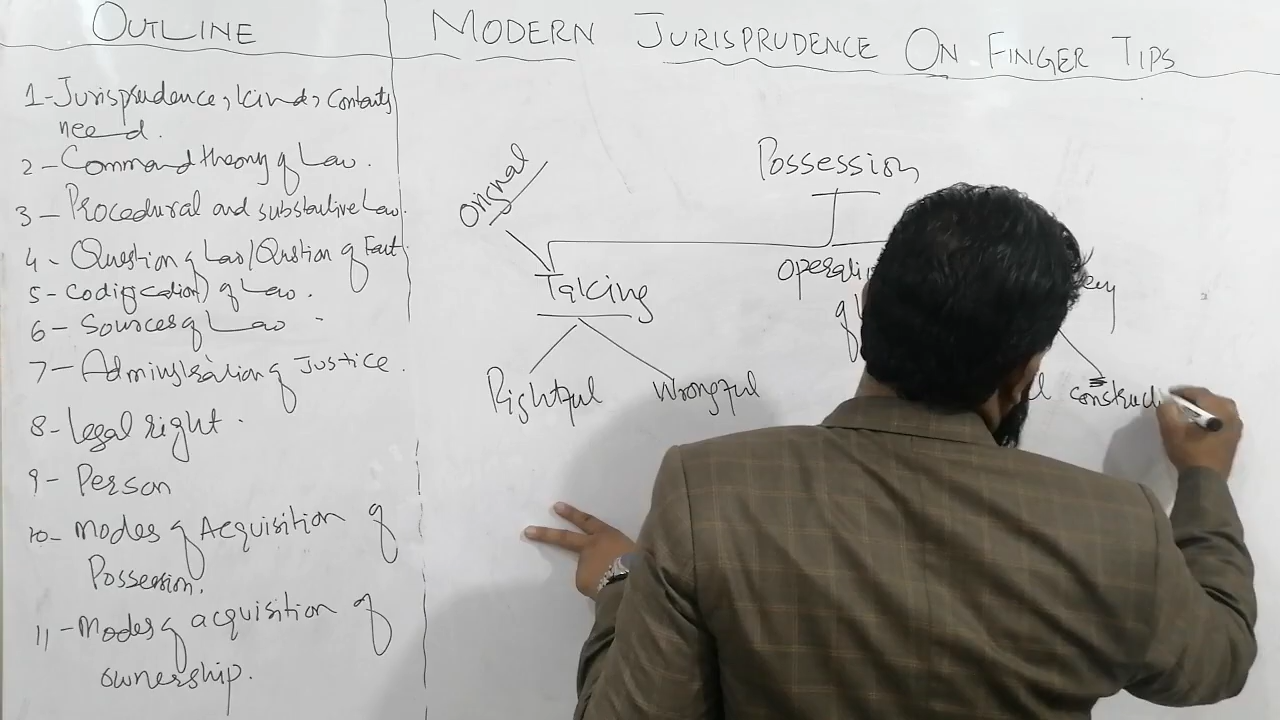 OUTLINE
1-Jurisprudence, kinds, Contents
need.
2-Command theory of Law.
3-Procedural and substantive Law.
4-Question of Law/Qustion of Fact
5-Codification of Law.
6-Sources of Law
7-Administration of Justice.
8-Legal right.
9-Person
10-Modes of Acquisition of
Possession.
11-Modes of acquisition of
ownership.
MODERN JURISPRUDENCE ON FINGER TIPS
Possession
Original
Taking
Rightful Wrongful